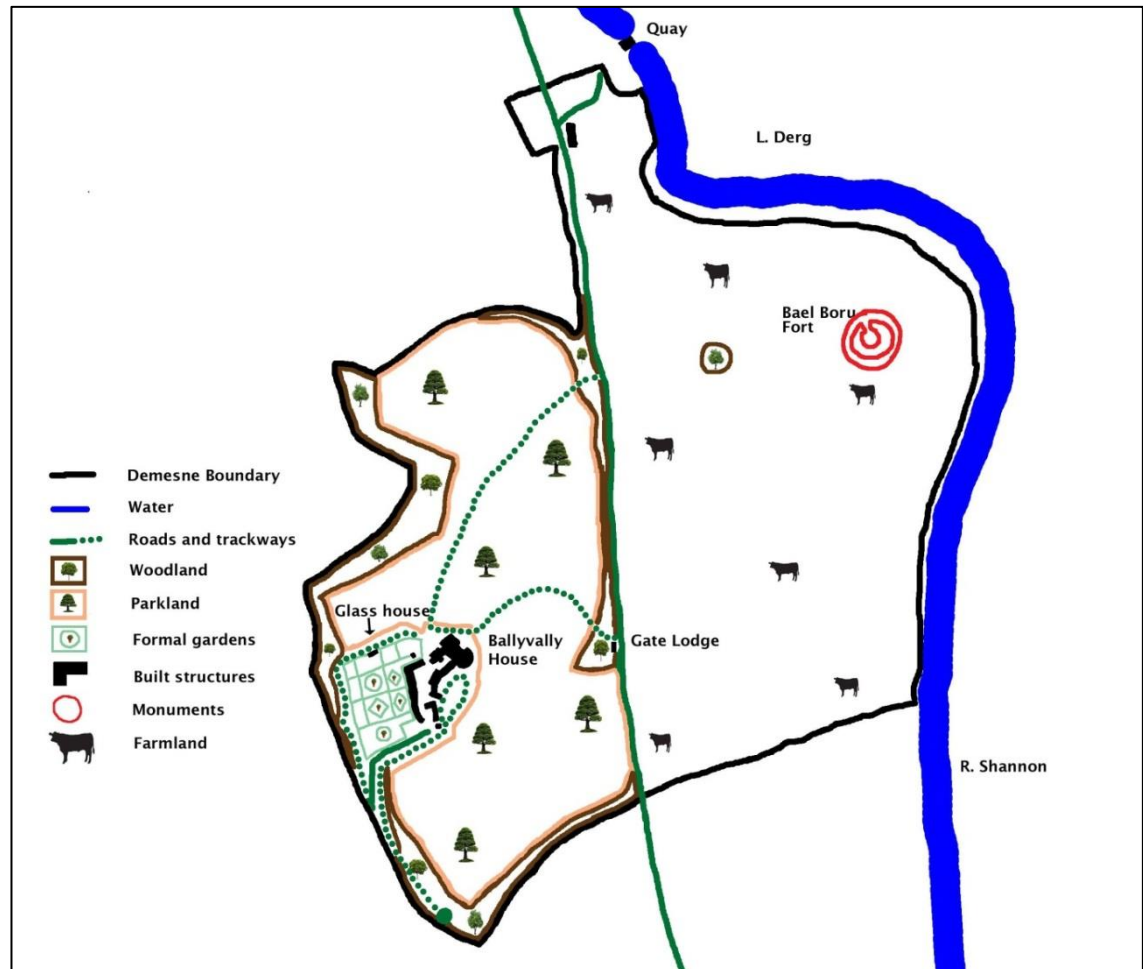 Quay
L. Derg
Bael Boru
Fort
Demesne Boundary
Water
Roads and trackways
Woodland
Parkland
Formal gardens
Built structures
Monuments
Farmland
Glass house
Ballyvally
House
Gate Lodge
R. Shannon